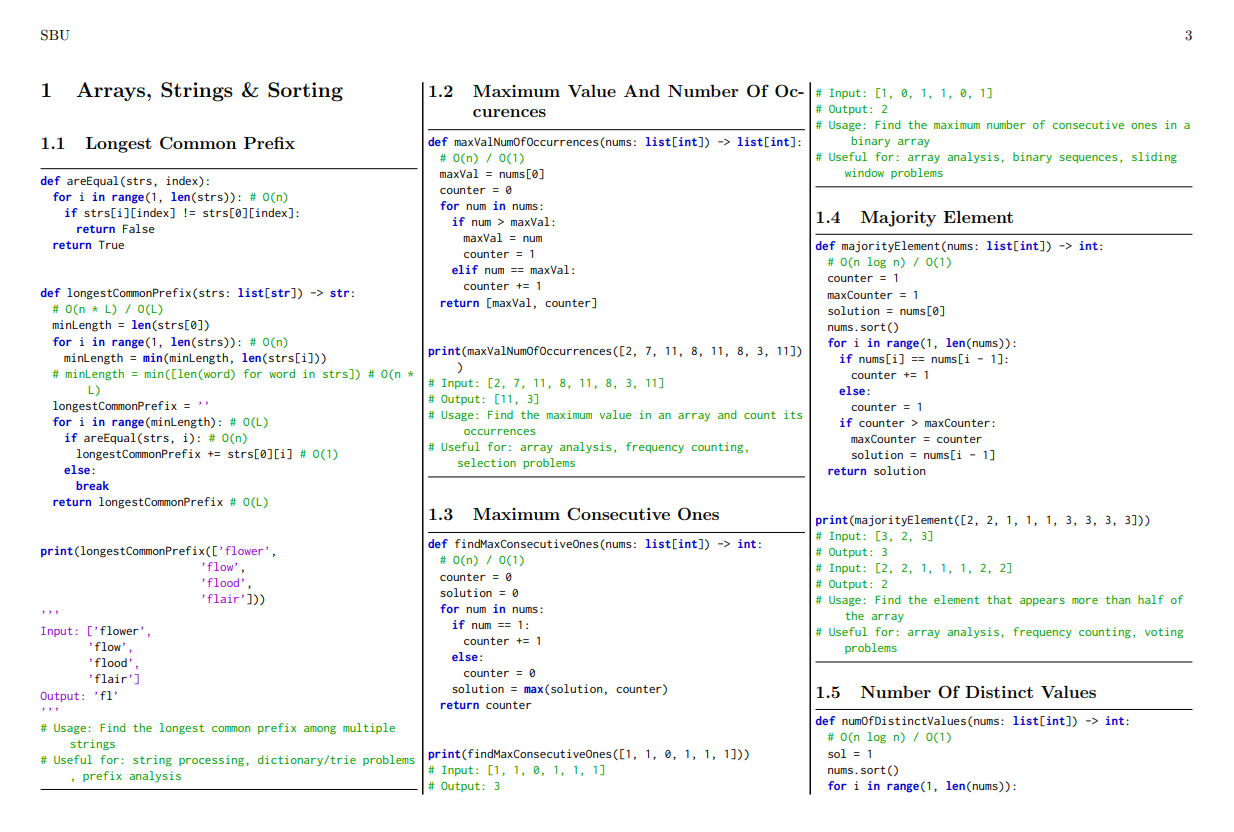 SBU
3
1 Arrays, Strings & Sorting
1.1 Longest Common Prefix
def areEqual(strs, index):
  for i in range(1, len(strs)): # O(n)
    if strs[i][index] != strs[0][index]:
      return False
  return True
def longestCommonPrefix(strs: list[str]) -> str:
  # O(n * L) / O(L)
  minLength = len(strs[0])
  for i in range(1, len(strs)): # O(n)
    minLength = min(minLength, len(strs[i]))
  # minLength = min([len(word) for word in strs]) # O(n *
        L)
  longestCommonPrefix = ''
  for i in range(minLength): # O(L)
    if areEqual(strs, i): # O(n)
      longestCommonPrefix += strs[0][i] # O(1)
    else:
      break
  return longestCommonPrefix # O(L)
print(longestCommonPrefix(['flower',
                           'flow',
                           'flood',
                           'flair']))
'''
Input: ['flower',
        'flow',
        'flood',
        'flair']
Output: 'fl'
'''
# Usage: Find the longest common prefix among multiple
     strings
# Useful for: string processing, dictionary/trie problems
     , prefix analysis
1.2 Maximum Value And Number Of Oc-
curences
def maxValNumOfOccurrences(nums: list[int]) -> list[int]:
  # O(n) / O(1)
  maxVal = nums[0]
  counter = 0
  for num in nums:
    if num > maxVal:
      maxVal = num
      counter = 1
    elif num == maxVal:
      counter += 1
  return [maxVal, counter]
print(maxValNumOfOccurrences([2, 7, 11, 8, 11, 8, 3, 11])
     )
# Input: [2, 7, 11, 8, 11, 8, 3, 11]
# Output: [11, 3]
# Usage: Find the maximum value in an array and count its
      occurrences
# Useful for: array analysis, frequency counting,
     selection problems
1.3 Maximum Consecutive Ones
def findMaxConsecutiveOnes(nums: list[int]) -> int:
  # O(n) / O(1)
  counter = 0
  solution = 0
  for num in nums:
    if num == 1:
      counter += 1
    else:
      counter = 0
    solution = max(solution, counter)
  return counter
print(findMaxConsecutiveOnes([1, 1, 0, 1, 1, 1]))
# Input: [1, 1, 0, 1, 1, 1]
# Output: 3
# Input: [1, 0, 1, 1, 0, 1]
# Output: 2
# Usage: Find the maximum number of consecutive ones in a
      binary array
# Useful for: array analysis, binary sequences, sliding
     window problems
1.4 Majority Element
def majorityElement(nums: list[int]) -> int:
  # O(n log n) / O(1)
  counter = 1
  maxCounter = 1
  solution = nums[0]
  nums.sort()
  for i in range(1, len(nums)):
    if nums[i] == nums[i - 1]:
      counter += 1
    else:
      counter = 1
    if counter > maxCounter:
      maxCounter = counter
      solution = nums[i - 1]
  return solution
print(majorityElement([2, 2, 1, 1, 1, 3, 3, 3, 3]))
# Input: [3, 2, 3]
# Output: 3
# Input: [2, 2, 1, 1, 1, 2, 2]
# Output: 2
# Usage: Find the element that appears more than half of
     the array
# Useful for: array analysis, frequency counting, voting
     problems
1.5 Number Of Distinct Values
def numOfDistinctValues(nums: list[int]) -> int:
  # O(n log n) / O(1)
  sol = 1
  nums.sort()
  for i in range(1, len(nums)):